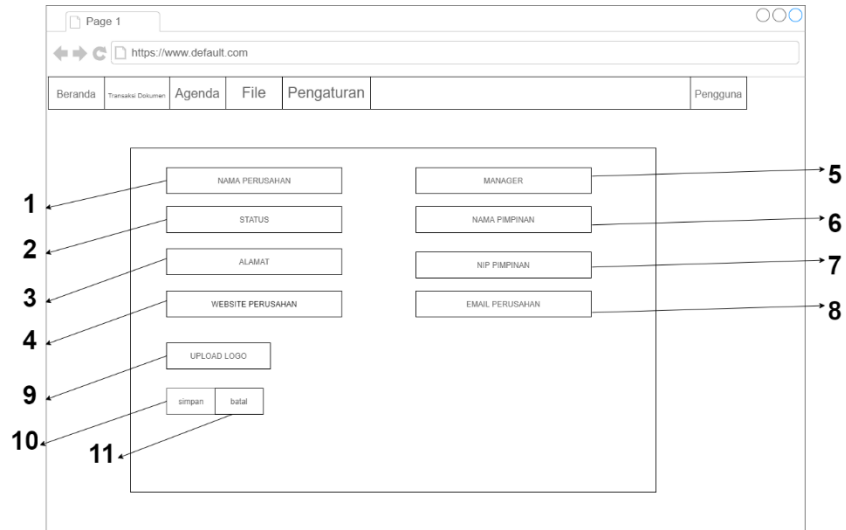 Page 1
https://www.default.com
Beranda Transaksi Dokumen Agenda File Pengaturan Pengguna
NAMA PERUSAHAN
MANAGER
5
1
STATUS
NAMA PIMPINAN
6
2
ALAMAT
NIP PIMPINAN
7
3
WEBSITE PERUSAHAN
EMAIL PERUSAHAN
8
4
UPLOAD LOGO
9
simpan batal
10
11